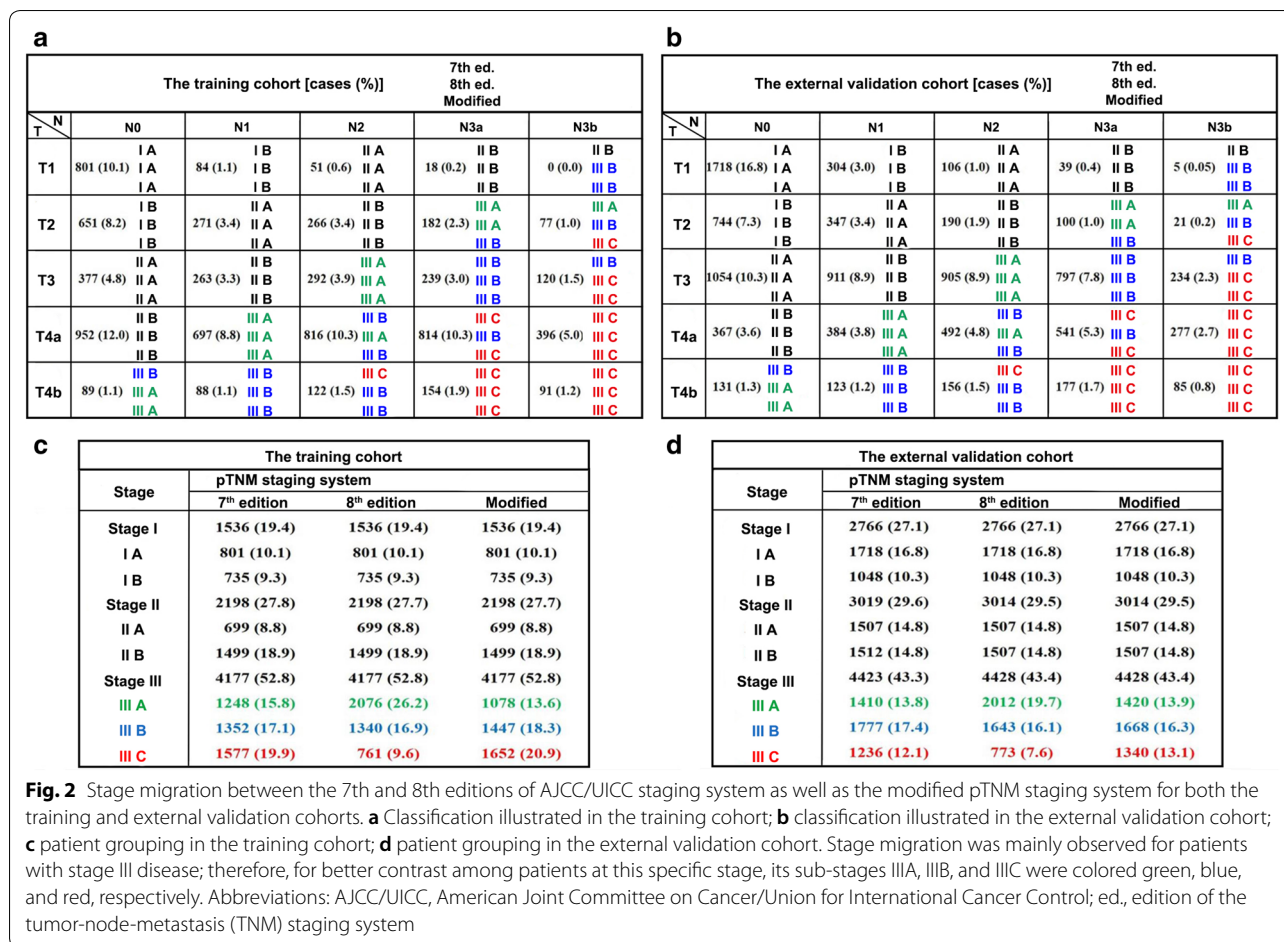 a
The training cohort [cases (%)]
7th ed.
8th ed.
Modified
T N N0 N1 N2 N3a N3b
I A I B II A II B II B
T1 801 (10.1) I A 84 (1.1) I B 51 (0.6) II A 18 (0.2) II B 0 (0.0) III B
I A I B II A II B III B
I B II A II B III A III A
T2 651 (8.2) I B 271 (3.4) II A 266 (3.4) II B 182 (2.3) III A 77 (1.0) III B
I B II A II B III B III C
II A II B III A III B III B
T3 377 (4.8) II A 263 (3.3) II B 292 (3.9) III A 239 (3.0) III B 120 (1.5) III C
II A II B III A III B III C
II B III A III B III C III C
T4a 952 (12.0) II B 697 (8.8) III A 816 (10.3) III A 814 (10.3) III B 396 (5.0) III C
II B III A III B III C III C
III B III B III C III C III C
T4b 89 (1.1) III A 88 (1.1) III B 122 (1.5) III B 154 (1.9) III C 91 (1.2) III C
III A III B III B III C III C
b
The external validation cohort [cases (%)]
7th ed.
8th ed.
Modified
T N N0 N1 N2 N3a N3b
I A I B II A II B II B
T1 1718 (16.8) I A 304 (3.0) I B 106 (1.0) II A 39 (0.4) II B 5 (0.05) III B
I A I B II A II B III B
I B II A II B III A III A
T2 744 (7.3) I B 347 (3.4) II A 190 (1.9) II B 100 (1.0) III A 21 (0.2) III B
I B II A II B III B III C
II A II B III A III B III B
T3 1054 (10.3) II A 911 (8.9) II B 905 (8.9) III A 797 (7.8) III B 234 (2.3) III C
II A II B III A III B III C
II B III A III B III C III C
T4a 367 (3.6) II B 384 (3.8) III A 492 (4.8) III A 541 (5.3) III B 277 (2.7) III C
II B III A III B III C III C
III B III B III C III C III C
T4b 131 (1.3) III A 123 (1.2) III B 156 (1.5) III B 177 (1.7) III C 85 (0.8) III C
III A III B III B III C III C
c
The training cohort
Stage pTNM staging system
7th edition 8th edition Modified
Stage I 1536 (19.4) 1536 (19.4) 1536 (19.4)
I A 801 (10.1) 801 (10.1) 801 (10.1)
I B 735 (9.3) 735 (9.3) 735 (9.3)
Stage II 2198 (27.8) 2198 (27.7) 2198 (27.7)
II A 699 (8.8) 699 (8.8) 699 (8.8)
II B 1499 (18.9) 1499 (18.9) 1499 (18.9)
Stage III 4177 (52.8) 4177 (52.8) 4177 (52.8)
III A 1248 (15.8) 2076 (26.2) 1078 (13.6)
III B 1352 (17.1) 1340 (16.9) 1447 (18.3)
III C 1577 (19.9) 761 (9.6) 1652 (20.9)
d
The external validation cohort
Stage pTNM staging system
7th edition 8th edition Modified
Stage I 2766 (27.1) 2766 (27.1) 2766 (27.1)
I A 1718 (16.8) 1718 (16.8) 1718 (16.8)
I B 1048 (10.3) 1048 (10.3) 1048 (10.3)
Stage II 3019 (29.6) 3014 (29.5) 3014 (29.5)
II A 1507 (14.8) 1507 (14.8) 1507 (14.8)
II B 1512 (14.8) 1507 (14.8) 1507 (14.8)
Stage III 4423 (43.3) 4428 (43.4) 4428 (43.4)
III A 1410 (13.8) 2012 (19.7) 1420 (13.9)
III B 1777 (17.4) 1643 (16.1) 1668 (16.3)
III C 1236 (12.1) 773 (7.6) 1340 (13.1)
Fig. 2 Stage migration between the 7th and 8th editions of AJCC/UICC staging system as well as the modified pTNM staging system for both the
training and external validation cohorts. a Classification illustrated in the training cohort; b classification illustrated in the external validation cohort;
c patient grouping in the training cohort; d patient grouping in the external validation cohort. Stage migration was mainly observed for patients
with stage III disease; therefore, for better contrast among patients at this specific stage, its sub-stages IIIA, IIIB, and IIIC were colored green, blue,
and red, respectively. Abbreviations: AJCC/UICC, American Joint Committee on Cancer/Union for International Cancer Control; ed., edition of the
tumor-node-metastasis (TNM) staging system